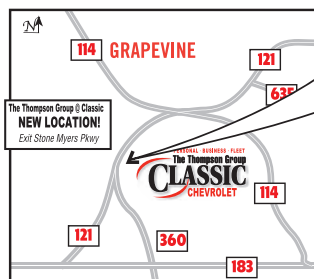 N
114
GRAPEVINE
121
635
The Thompson Group @ Classic
NEW LOCATION!
Exit Stone Myers Pkwy
PERSONAL · BUSINESS · FLEET
The Thompson Group
CLASSIC
CHEVROLET
114
121
360
183